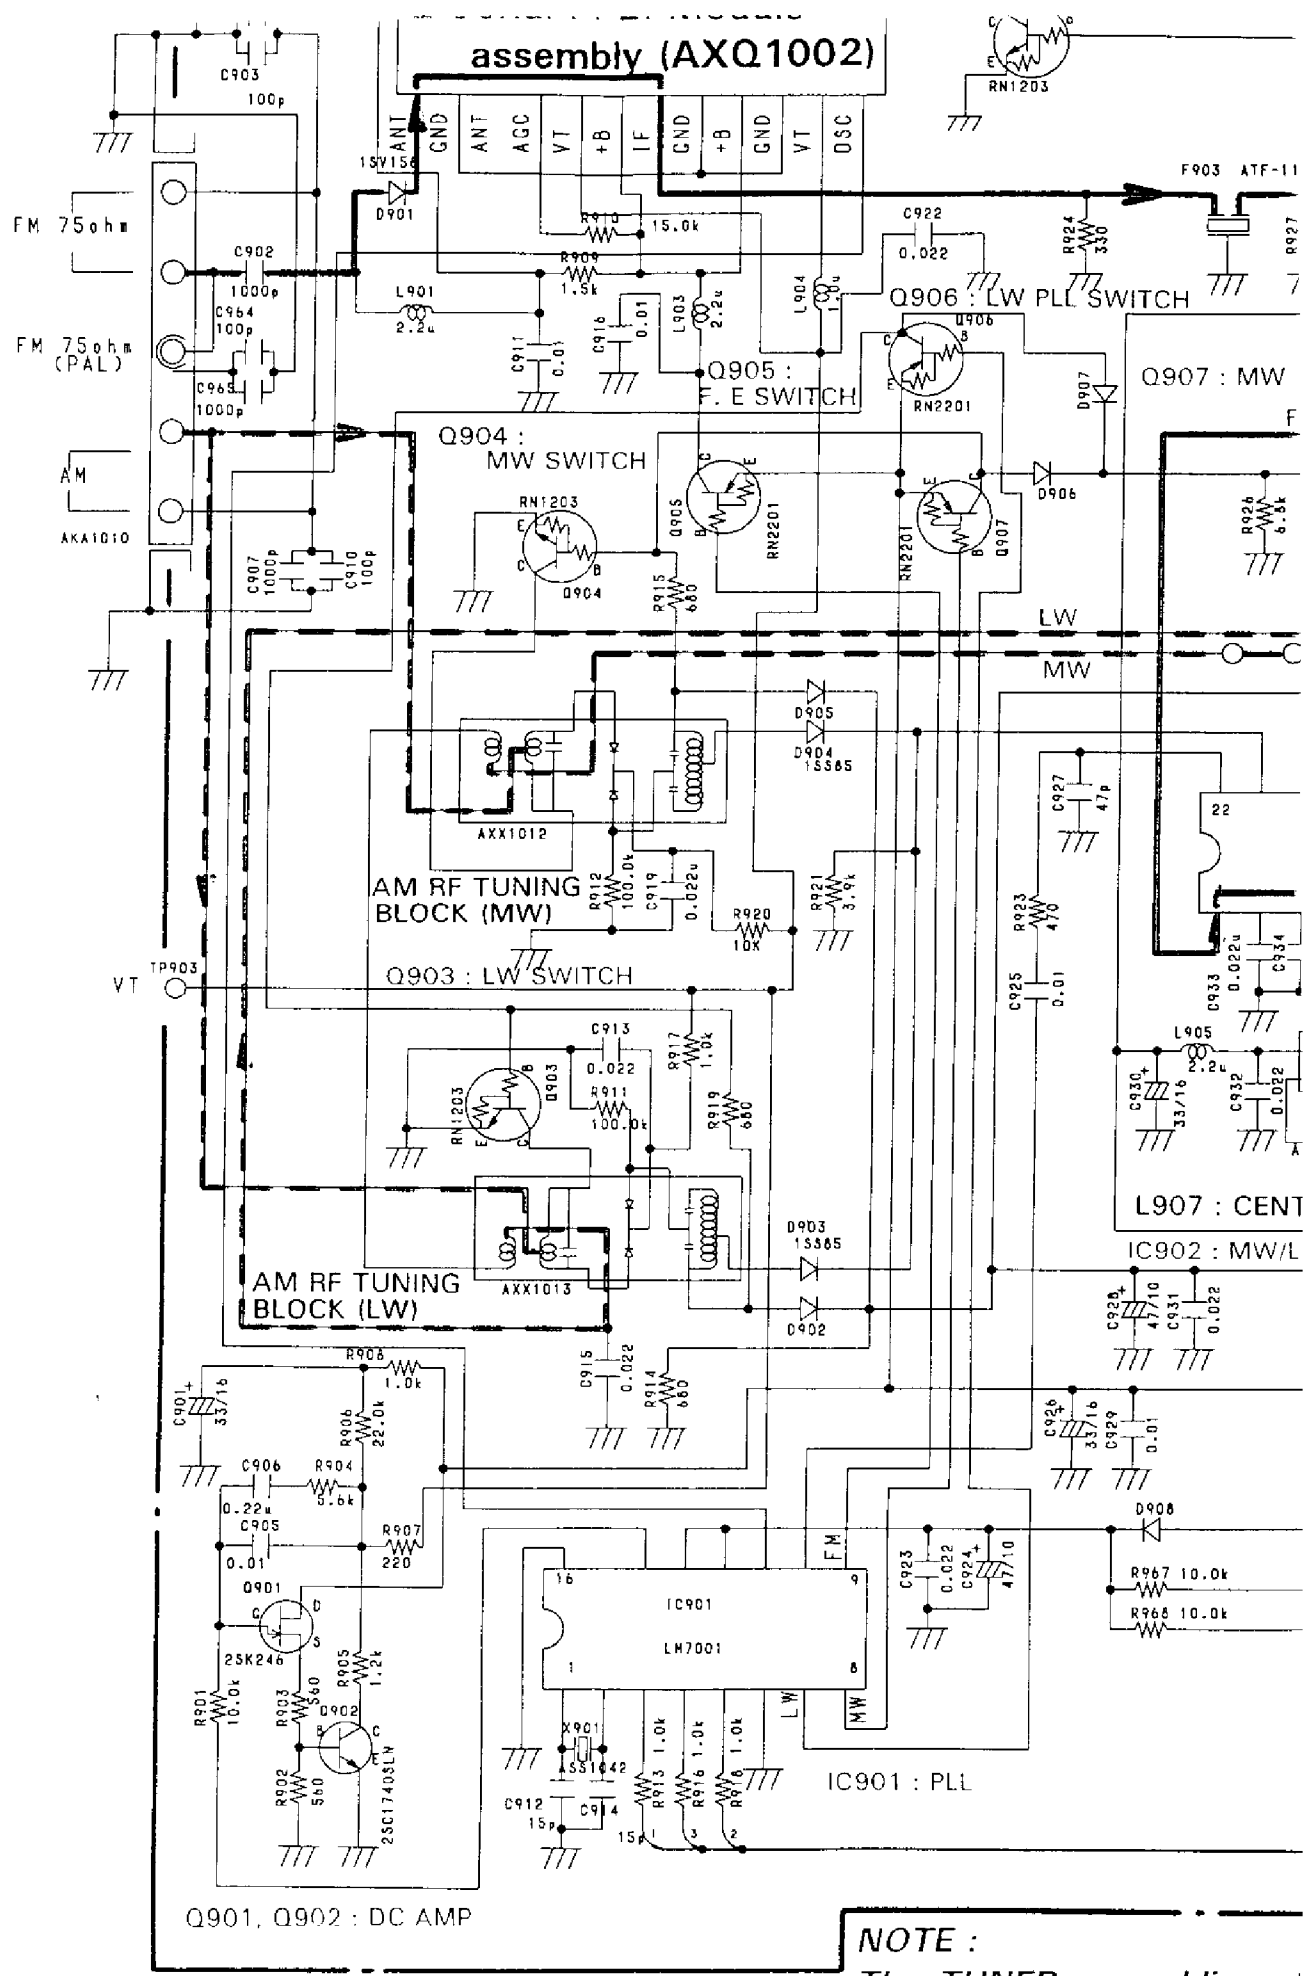 assembly (AXQ1002)
C903
100p
RN1203
C
E
ANT
GND
ANT
AGC
VT
+B
IF
GND
+B
GND
VT
OSC
D901
F903 ATF-11
FM 75ohm
C902
1000p
C964
100p
FM 75ohm
(PAL)
C965
1000p
L901
2.2u
R910
15.0k
R909
1.5k
C911
0.01
C916
0.01
L903
2.2u
L904
1.0u
C922
0.022
R924
330
R927
Q906 : LW PLL SWITCH
Q906
C
B
E
RN2201
Q905 :
F. E SWITCH
D907
Q907 : MW
F
Q904 :
MW SWITCH
AM
AKA1010
C907
1000p
C910
100p
RN1203
E
C
B
Q904
Q905
C
E
B
RN2201
RN2201
E
C
B
Q907
D906
R926
6.8k
R915
680
LW
MW
D905
D904
1SS85
AXX1012
AM RF TUNING
BLOCK (MW)
R912
100.0k
C919
0.022u
R920
10K
R921
3.9k
C927
47p
22
R923
470
C925
0.01
C933
0.022u
C934
VT
TP903
Q903 : LW SWITCH
C913
0.022
R911
100.0k
R917
1.0k
R919
680
RN1203
B
E
C
Q903
L905
2.2u
C930
33/16
C932
0.022
A
L907 : CENT
IC902 : MW/L
D903
1SS85
D902
AXX1013
AM RF TUNING
BLOCK (LW)
C928
47/10
C931
0.022
C915
0.022
R914
680
R908
1.0k
C901
33/16
R906
22.0k
C926
33/16
C929
0.01
C906
0.22u
R904
5.6k
C905
0.01
R907
220
D908
R967 10.0k
R968 10.0k
FM
16
9
IC901
LM7001
1
8
C923
0.022
C924
47/10
Q901
G
D
S
2SK246
R901
10.0k
R903
560
R905
1.2k
Q902
B
C
E
2SC1740SLN
R902
560
LW
MW
X901
ASS1042
C912
15p
C914
15p
R913 1.0k
R916 1.0k
R918 1.0k
1
3
2
IC901 : PLL
Q901, Q902 : DC AMP
NOTE :